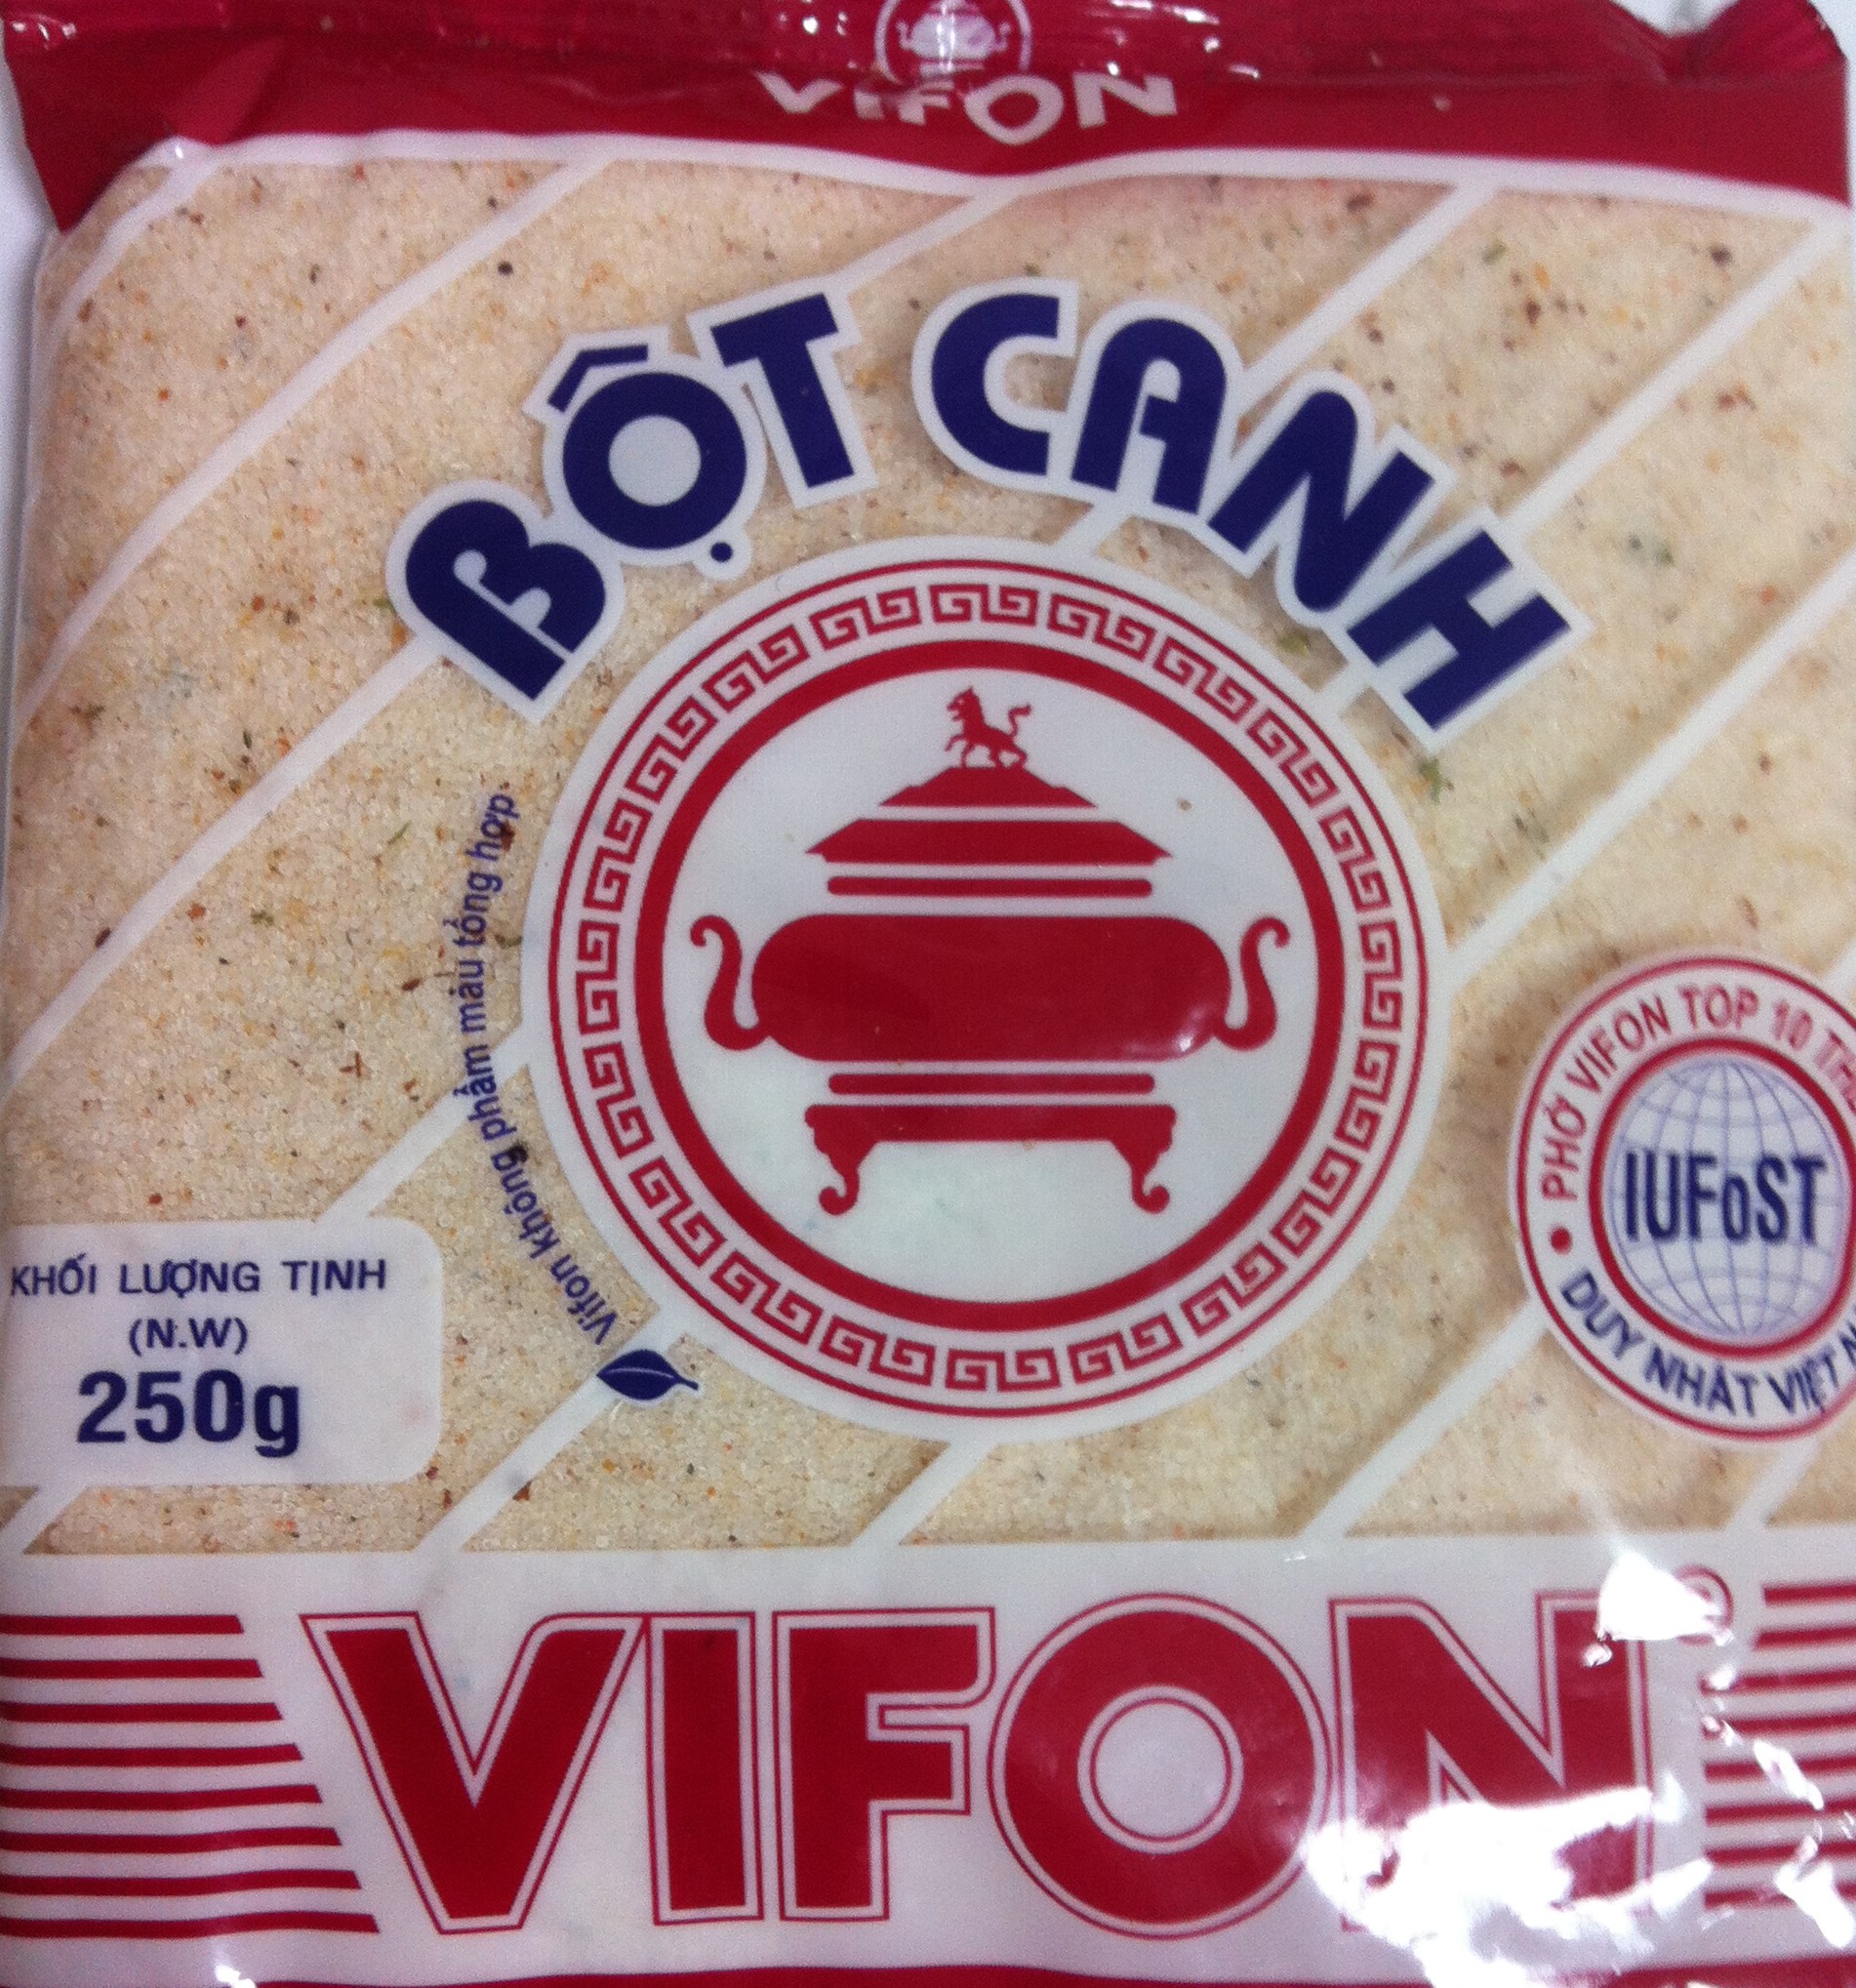 VIFON
BỘT CANH
Vifon không phẩm màu tổng hợp.
PHỞ VIFON TOP 10
IUFoST
DUY NHẤT VIỆT
KHỐI LƯỢNG TỊNH
(N.W)
250g
VIFON